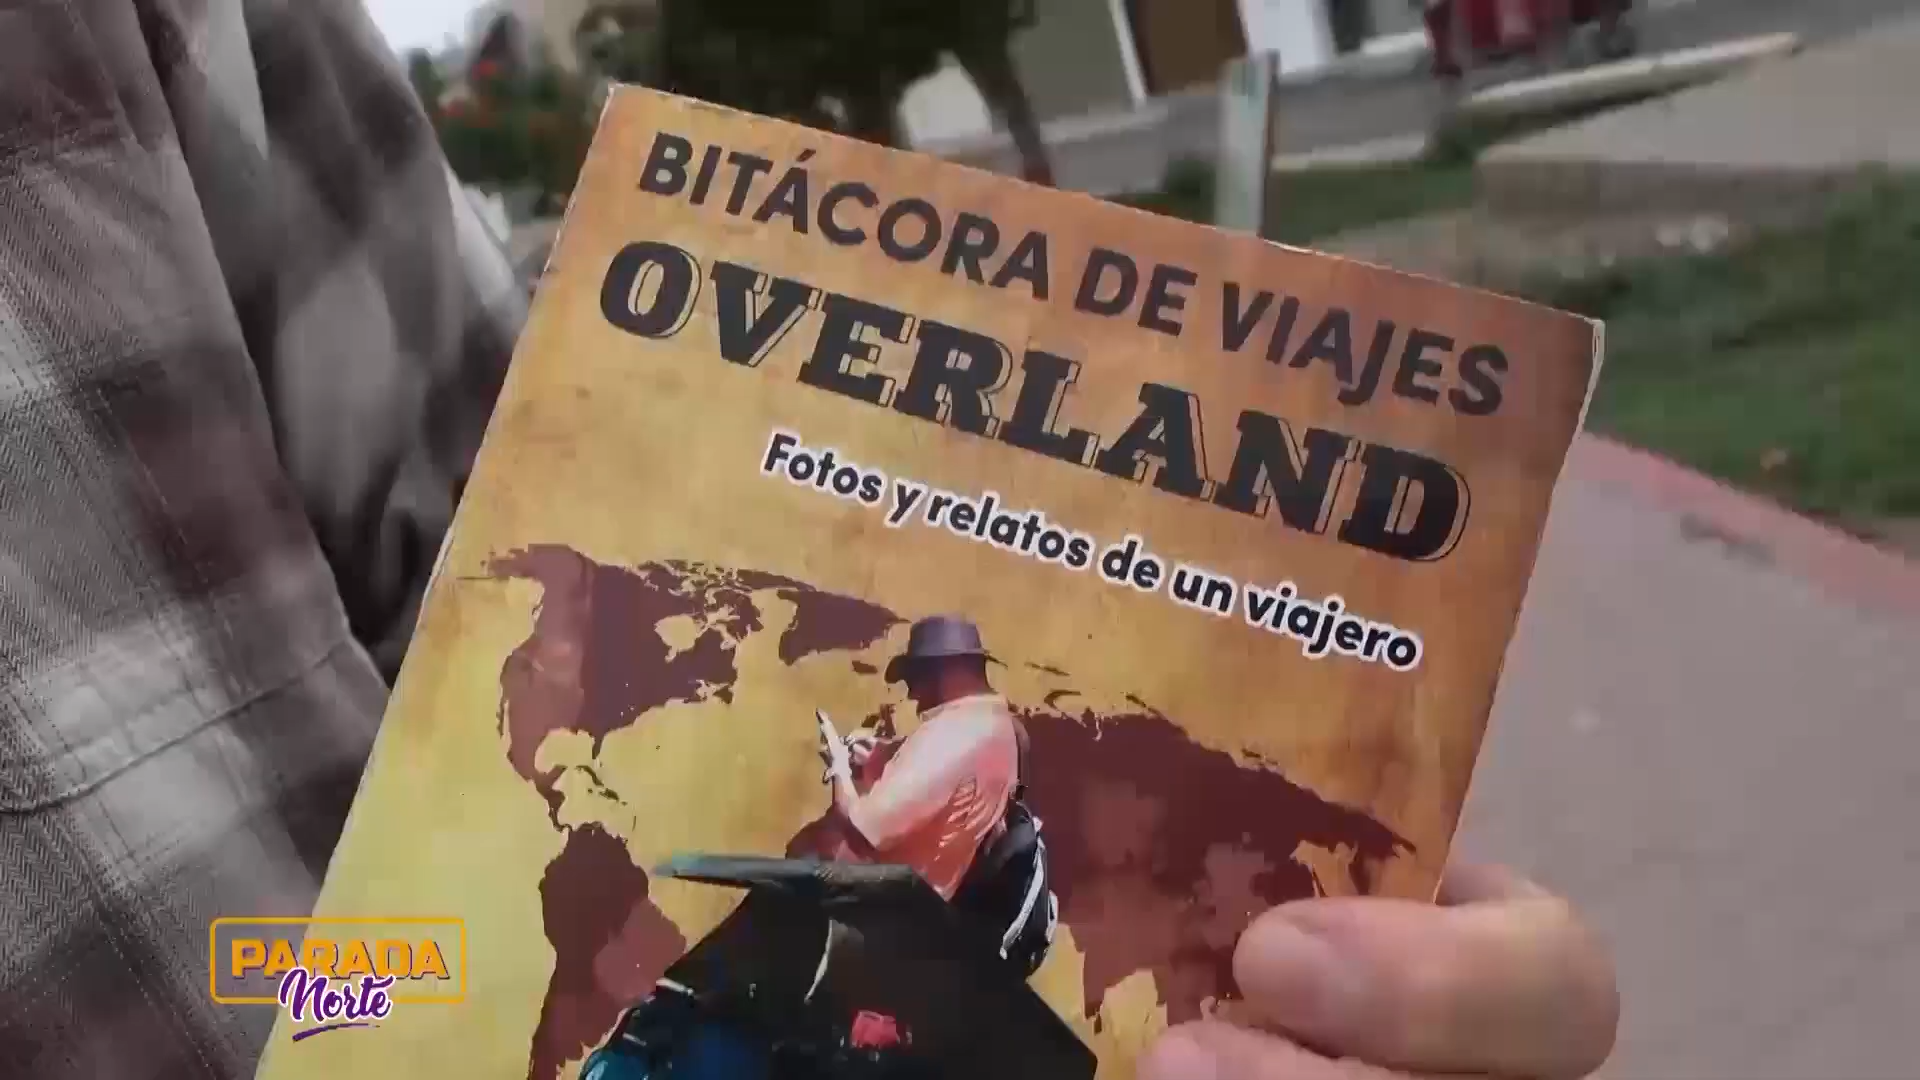 BITÁCORA DE VIAJES
OVERLAND
Fotos y relatos de un viajero
PARADA
Norte